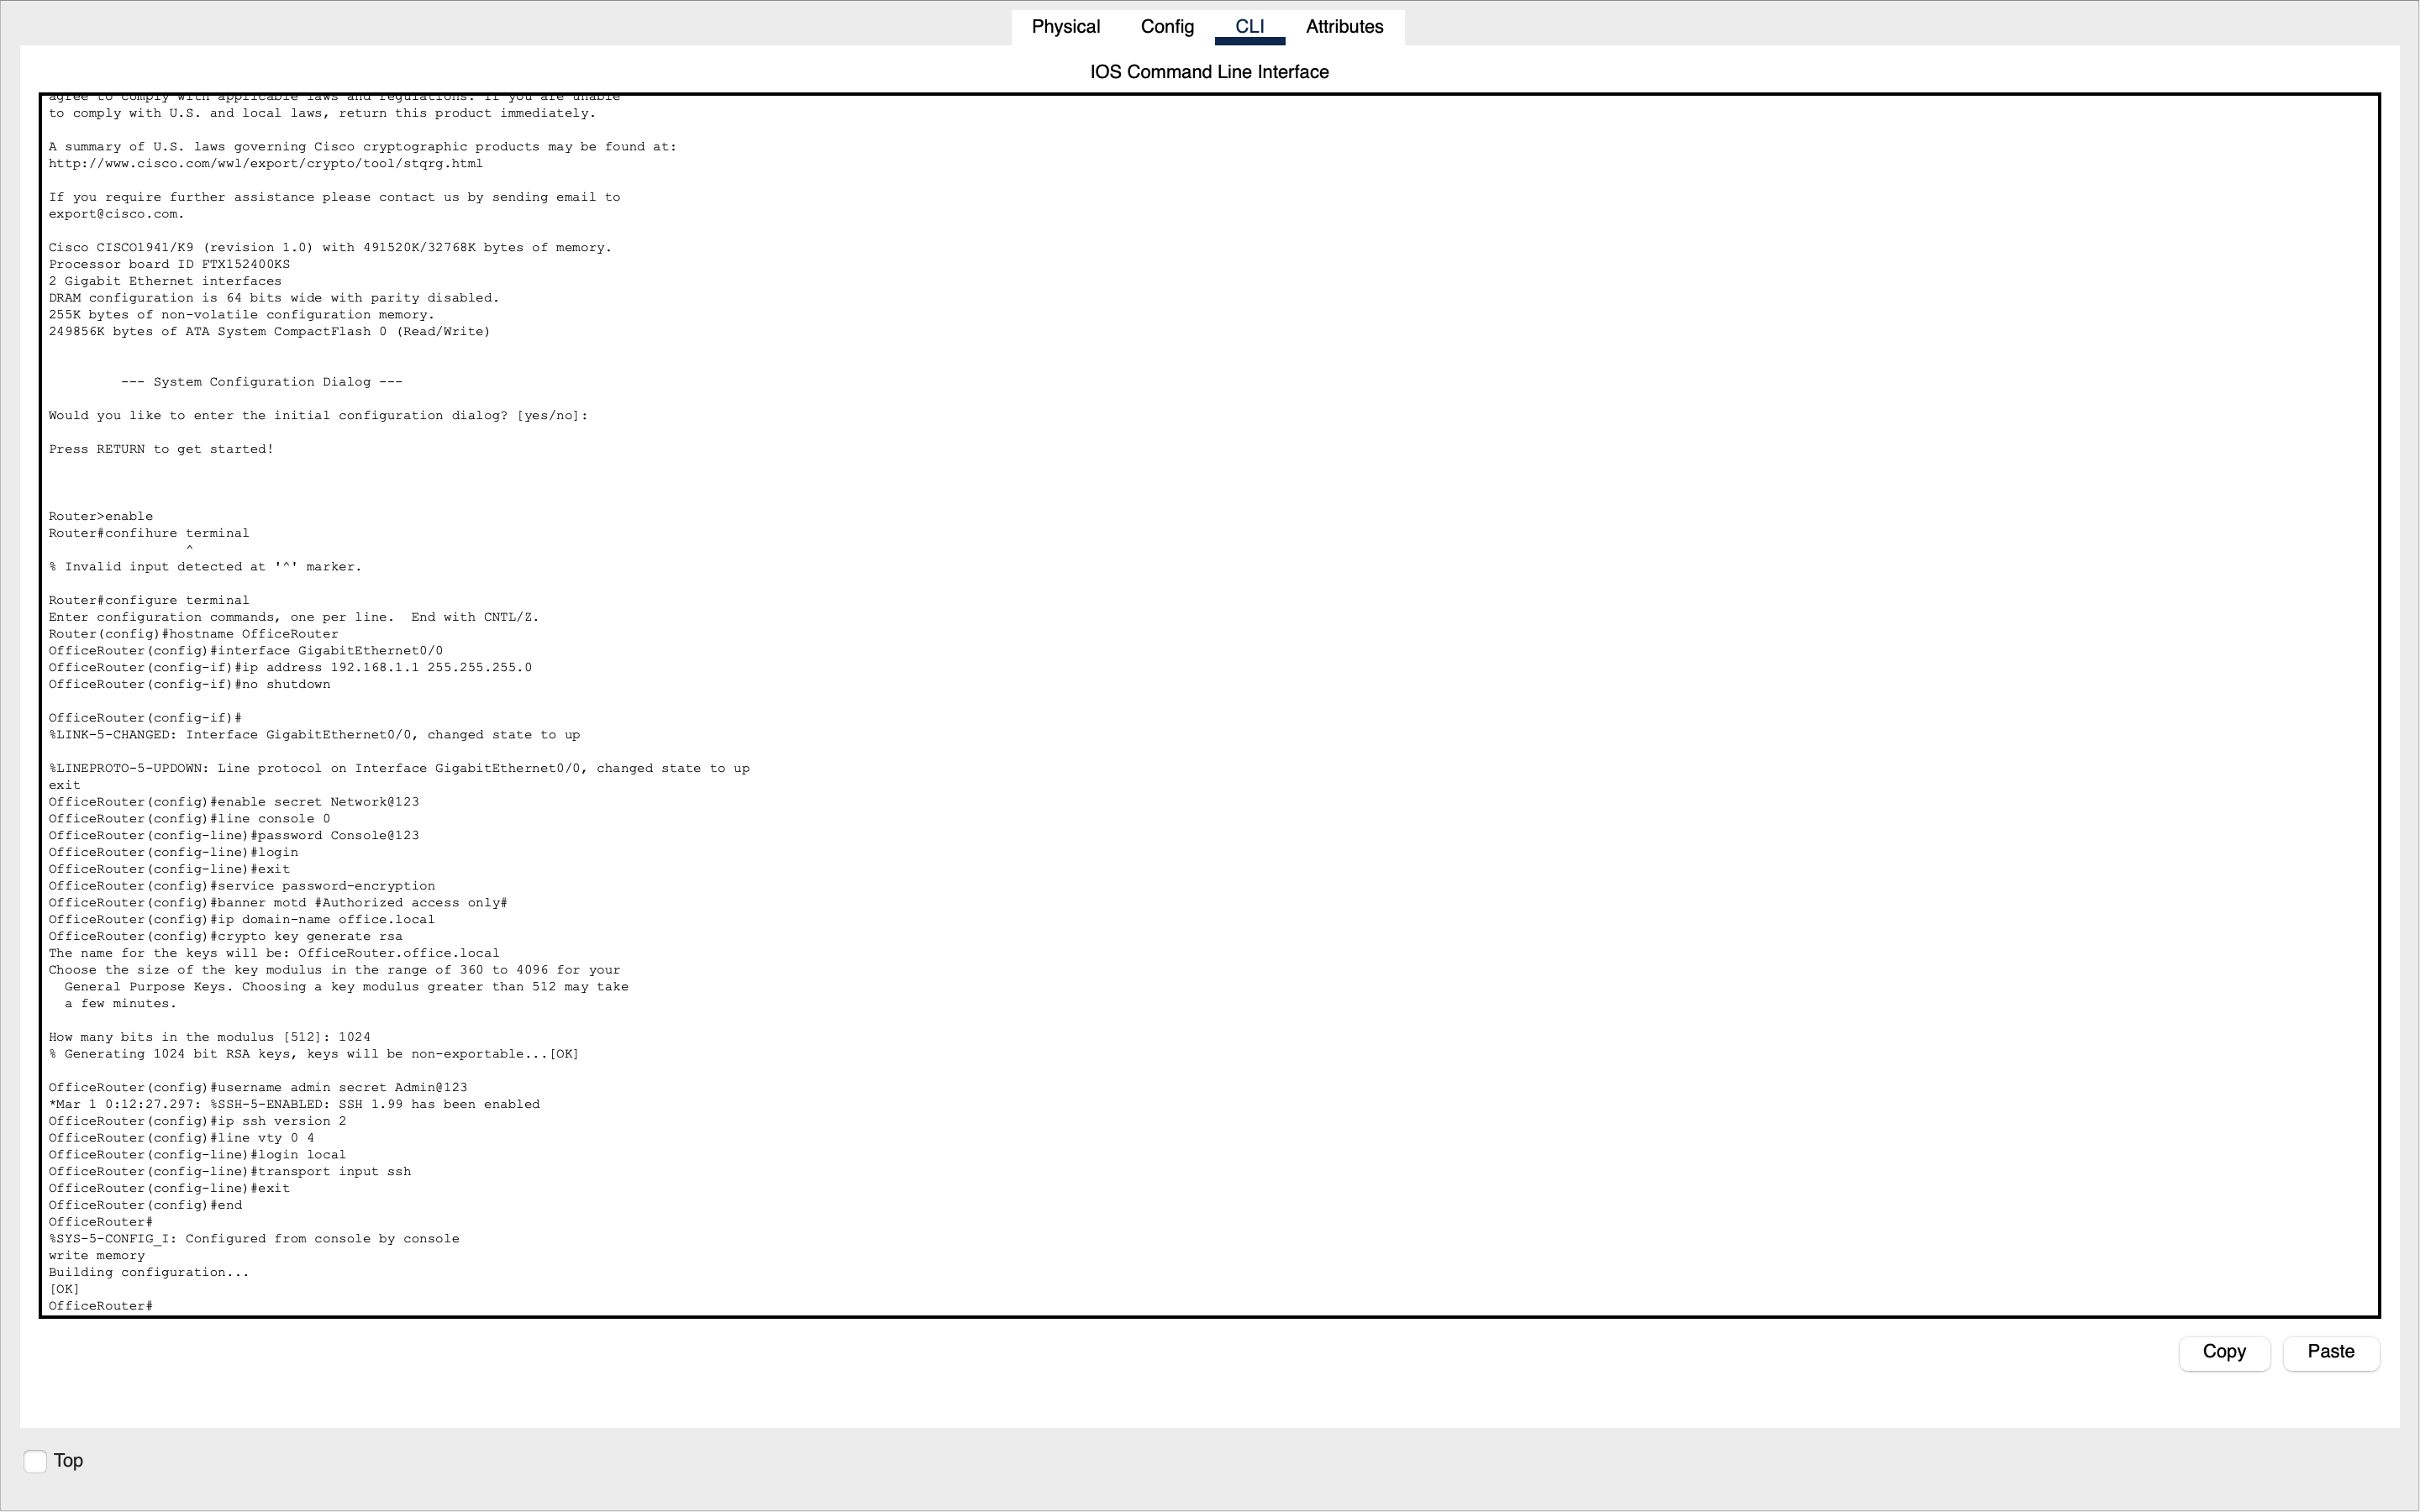 Physical Config CLI Attributes
IOS Command Line Interface
agree to comply with applicable laws and regulations. If you are unable
to comply with U.S. and local laws, return this product immediately.
A summary of U.S. laws governing Cisco cryptographic products may be found at:
http://www.cisco.com/wwl/export/crypto/tool/stqrg.html
If you require further assistance please contact us by sending email to
export@cisco.com.
Cisco CISCO1941/K9 (revision 1.0) with 491520K/32768K bytes of memory.
Processor board ID FTX152400KS
2 Gigabit Ethernet interfaces
DRAM configuration is 64 bits wide with parity disabled.
255K bytes of non-volatile configuration memory.
249856K bytes of ATA System CompactFlash 0 (Read/Write)
--- System Configuration Dialog ---
Would you like to enter the initial configuration dialog? [yes/no]:
Press RETURN to get started!
Router>enable
Router#confihure terminal
^
% Invalid input detected at '^' marker.
Router#configure terminal
Enter configuration commands, one per line.  End with CNTL/Z.
Router(config)#hostname OfficeRouter
OfficeRouter(config)#interface GigabitEthernet0/0
OfficeRouter(config-if)#ip address 192.168.1.1 255.255.255.0
OfficeRouter(config-if)#no shutdown
OfficeRouter(config-if)#
%LINK-5-CHANGED: Interface GigabitEthernet0/0, changed state to up
%LINEPROTO-5-UPDOWN: Line protocol on Interface GigabitEthernet0/0, changed state to up
exit
OfficeRouter(config)#enable secret Network@123
OfficeRouter(config)#line console 0
OfficeRouter(config-line)#password Console@123
OfficeRouter(config-line)#login
OfficeRouter(config-line)#exit
OfficeRouter(config)#service password-encryption
OfficeRouter(config)#banner motd #Authorized access only#
OfficeRouter(config)#ip domain-name office.local
OfficeRouter(config)#crypto key generate rsa
The name for the keys will be: OfficeRouter.office.local
Choose the size of the key modulus in the range of 360 to 4096 for your
General Purpose Keys. Choosing a key modulus greater than 512 may take
a few minutes.
How many bits in the modulus [512]: 1024
% Generating 1024 bit RSA keys, keys will be non-exportable...[OK]
OfficeRouter(config)#username admin secret Admin@123
*Mar 1 0:12:27.297: %SSH-5-ENABLED: SSH 1.99 has been enabled
OfficeRouter(config)#ip ssh version 2
OfficeRouter(config)#line vty 0 4
OfficeRouter(config-line)#login local
OfficeRouter(config-line)#transport input ssh
OfficeRouter(config-line)#exit
OfficeRouter(config)#end
OfficeRouter#
%SYS-5-CONFIG_I: Configured from console by console
write memory
Building configuration...
[OK]
OfficeRouter#
Copy Paste
Top